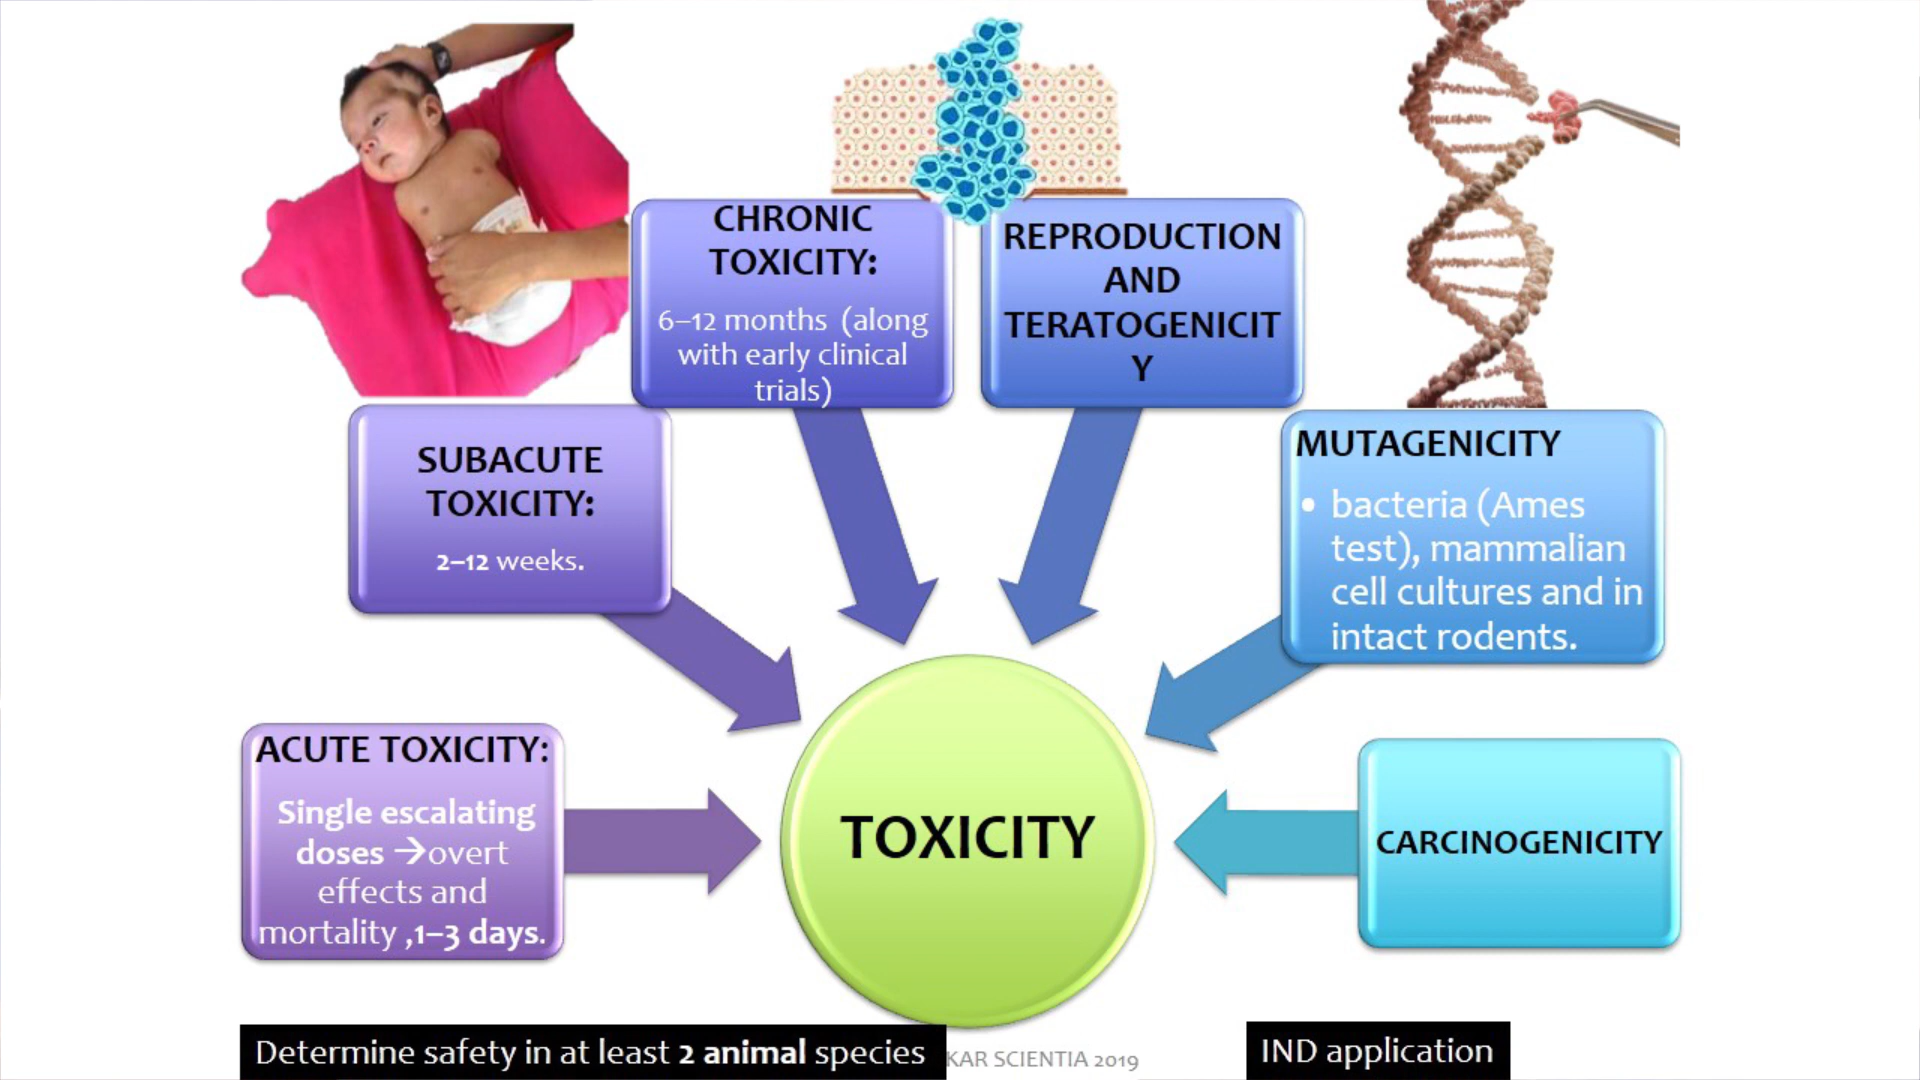 CHRONIC
TOXICITY:
6–12 months (along
with early clinical
trials)
REPRODUCTION
AND
TERATOGENICIT
Y
SUBACUTE
TOXICITY:
2–12 weeks.
MUTAGENICITY
• bacteria (Ames
test), mammalian
cell cultures and in
intact rodents.
ACUTE TOXICITY:
Single escalating
doses →overt
effects and
mortality ,1–3 days.
TOXICITY
CARCINOGENICITY
Determine safety in at least 2 animal species
KAR SCIENTIA 2019
IND application